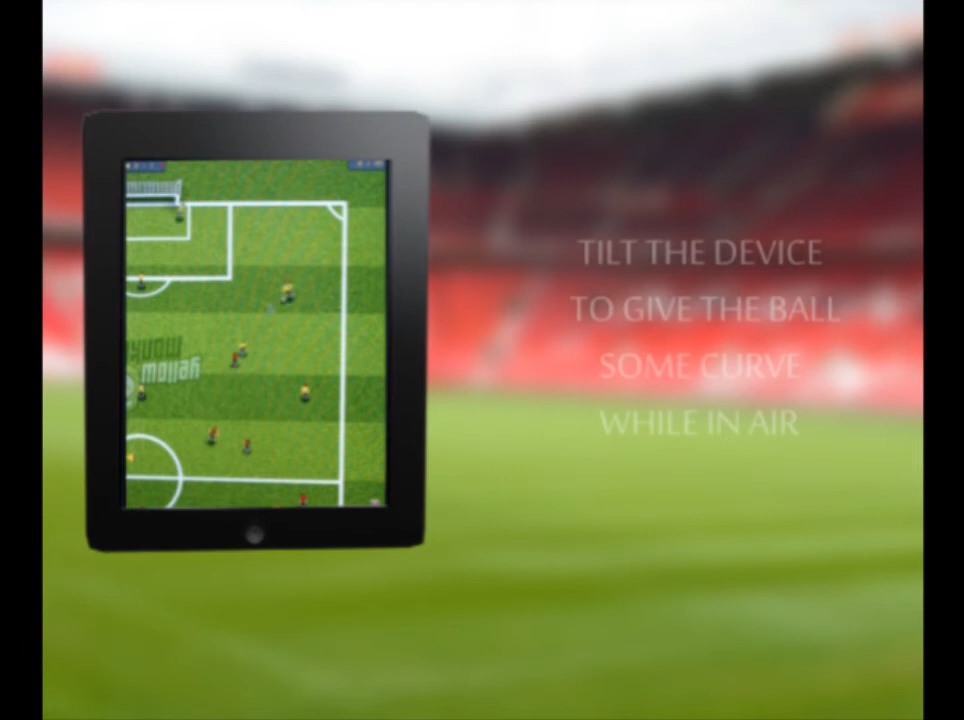 TILT THE DEVICE
TO GIVE THE BALL
SOME CURVE
WHILE IN AIR